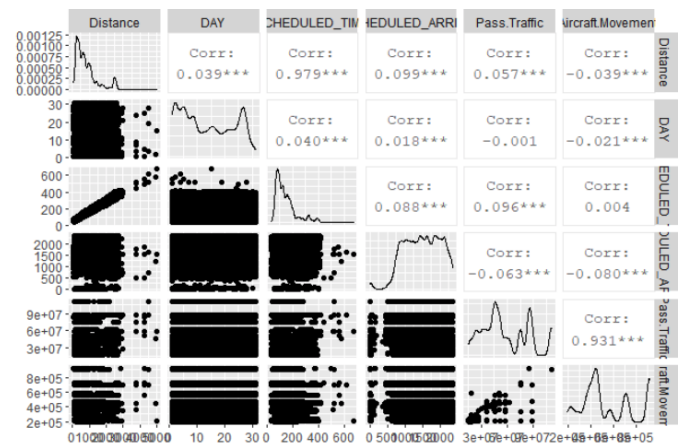 Distance DAY CHEDULED_TIM HEDULED_ARRI Pass.Traffic Aircraft.Movement
0.00125
0.00100
0.00075
0.00050
0.00025
0.00000
Corr: Corr: Corr: Corr: Corr:
0.039*** 0.979*** 0.099*** 0.057*** -0.039***
Distance
30
20
10
0
Corr: Corr: Corr: Corr:
0.040*** 0.018*** -0.001 -0.021***
DAY
600
400
200
0
Corr: Corr: Corr:
0.088*** 0.096*** 0.004
EDULED_
2000
1500
1000
500
0
Corr: Corr:
-0.063*** -0.080***
DULED_AR
9e+07
6e+07
3e+07
Corr:
0.931***
Pass.Traffic
8e+05
6e+05
4e+05
2e+05
raft.Movem
0 10 20 30 0 200 400 600